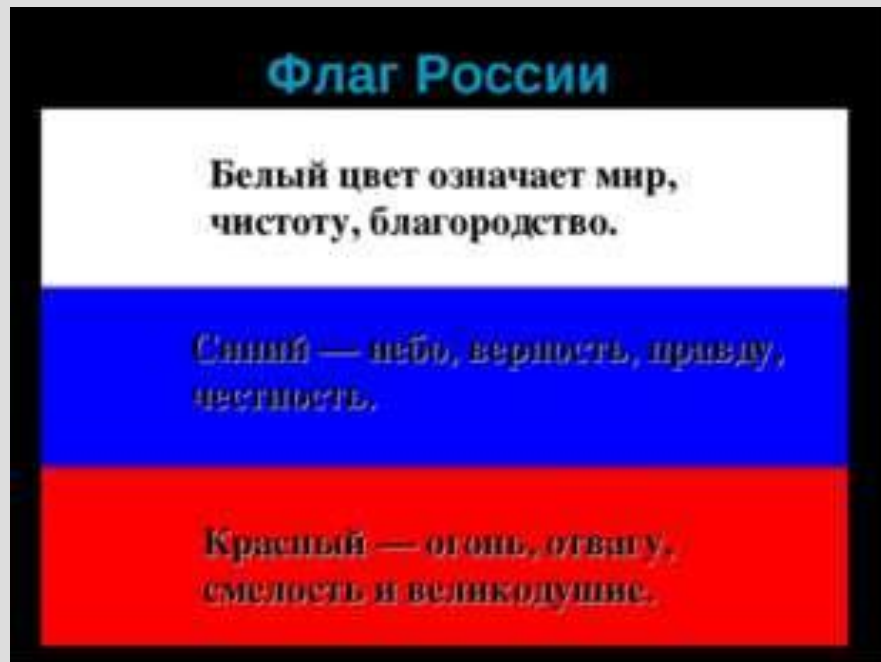 Флаг России
Белый цвет означает мир,
чистоту, благородство.
Синий — небо, верность, правду,
честность.
Красный — огонь, отвагу,
смелость и великодушие.